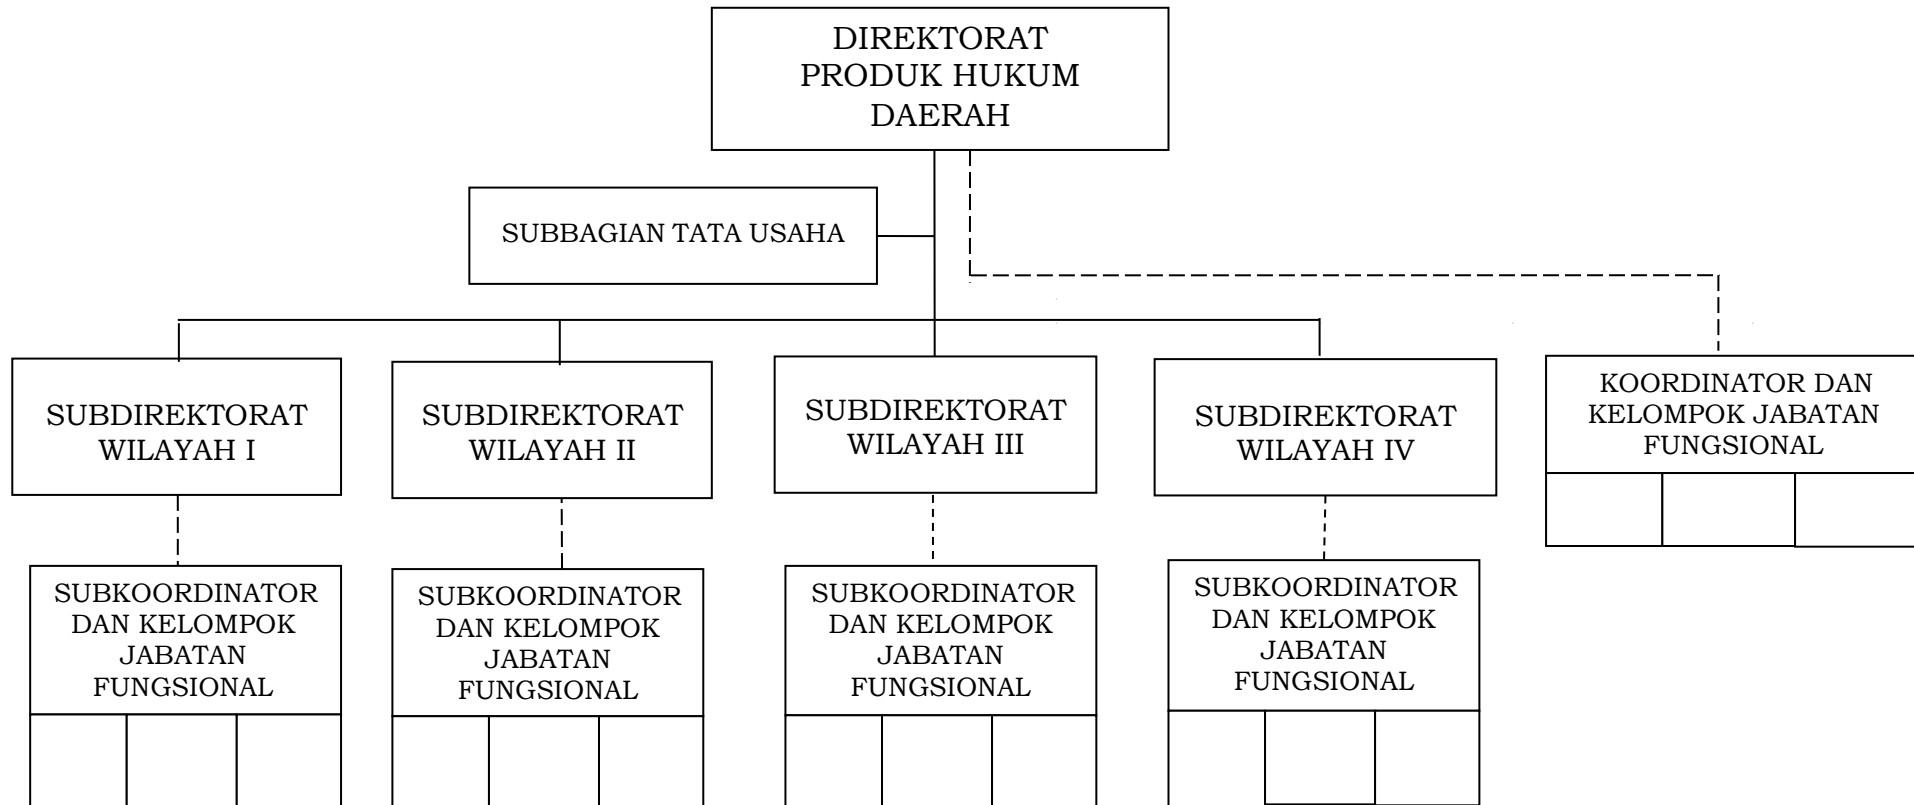 DIREKTORAT
PRODUK HUKUM
DAERAH
SUBBAGIAN TATA USAHA
SUBDIREKTORAT
WILAYAH I
SUBDIREKTORAT
WILAYAH II
SUBDIREKTORAT
WILAYAH III
SUBDIREKTORAT
WILAYAH IV
KOORDINATOR DAN
KELOMPOK JABATAN
FUNGSIONAL
SUBKOORDINATOR
DAN KELOMPOK
JABATAN
FUNGSIONAL
SUBKOORDINATOR
DAN KELOMPOK
JABATAN
FUNGSIONAL
SUBKOORDINATOR
DAN KELOMPOK
JABATAN
FUNGSIONAL
SUBKOORDINATOR
DAN KELOMPOK
JABATAN
FUNGSIONAL